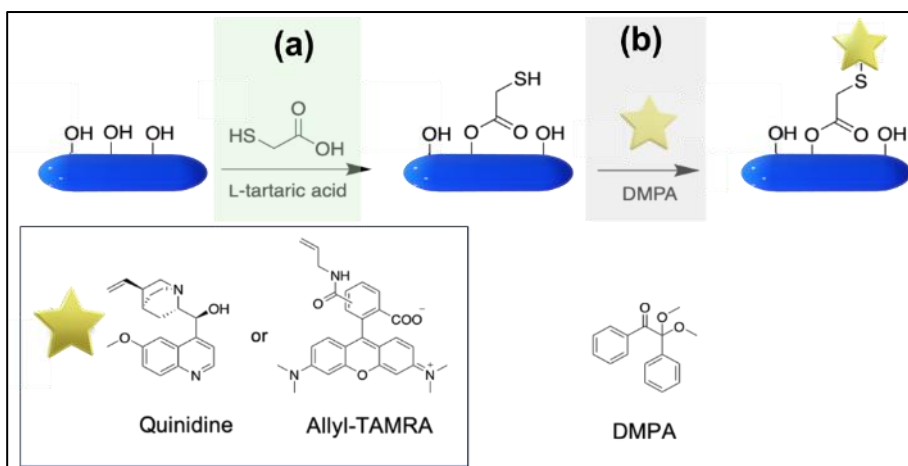 (a)
(b)
SH
O
HS
OH
OH OH OH
L-tartaric acid
OH
O
O
OH
DMPA
S
OH
O
O
OH
N
OH
O
N
or
NH
O
COO⁻
N
O
N⁺
Quinidine
Allyl-TAMRA
O
O
O
DMPA